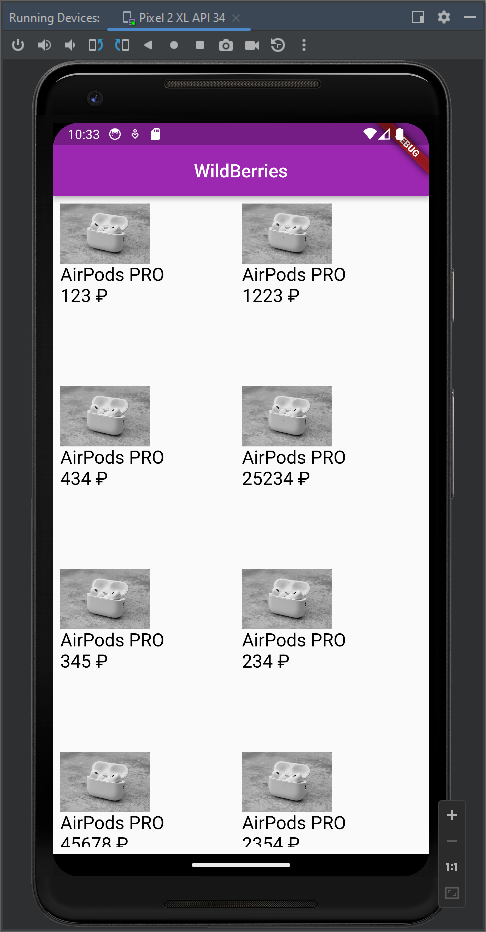 Running Devices: Pixel 2 XL API 34
10:33
DEBUG
WildBerries
AirPods PRO AirPods PRO
123 ₽ 1223 ₽
AirPods PRO AirPods PRO
434 ₽ 25234 ₽
AirPods PRO AirPods PRO
345 ₽ 234 ₽
AirPods PRO AirPods PRO
45678 ₽ 2354 ₽
1:1